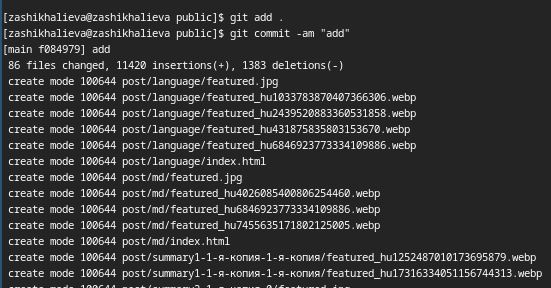 [zashikhalieva@zashikhalieva public]$ git add .
[zashikhalieva@zashikhalieva public]$ git commit -am "add"
[main f084979] add
86 files changed, 11420 insertions(+), 1383 deletions(-)
create mode 100644 post/language/featured.jpg
create mode 100644 post/language/featured_hu1033783870407366306.webp
create mode 100644 post/language/featured_hu2439520883360531858.webp
create mode 100644 post/language/featured_hu431875835803153670.webp
create mode 100644 post/language/featured_hu6846923773334109886.webp
create mode 100644 post/language/index.html
create mode 100644 post/md/featured.jpg
create mode 100644 post/md/featured_hu4026085400806254460.webp
create mode 100644 post/md/featured_hu6846923773334109886.webp
create mode 100644 post/md/featured_hu7455635171802125005.webp
create mode 100644 post/md/index.html
create mode 100644 post/summary1-1-я-копия-1-я-копия/featured_hu1252487010173695879.webp
create mode 100644 post/summary1-1-я-копия-1-я-копия/featured_hu17316334051156744313.webp